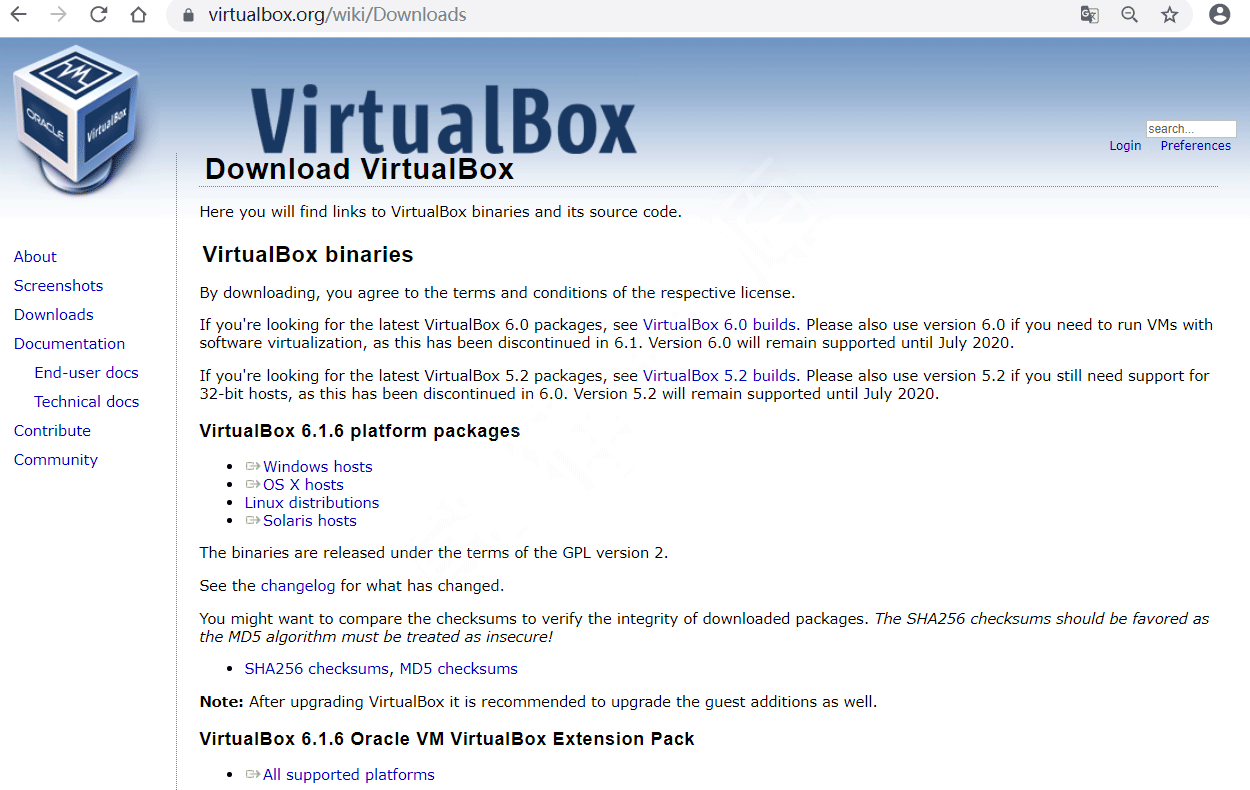 virtualbox.org/wiki/Downloads
ORACLE
VirtualBox
VirtualBox
search...
Login Preferences
Download VirtualBox
Here you will find links to VirtualBox binaries and its source code.
About
Screenshots
Downloads
Documentation
End-user docs
Technical docs
Contribute
Community
VirtualBox binaries
By downloading, you agree to the terms and conditions of the respective license.
If you're looking for the latest VirtualBox 6.0 packages, see VirtualBox 6.0 builds. Please also use version 6.0 if you need to run VMs with
software virtualization, as this has been discontinued in 6.1. Version 6.0 will remain supported until July 2020.
If you're looking for the latest VirtualBox 5.2 packages, see VirtualBox 5.2 builds. Please also use version 5.2 if you still need support for
32-bit hosts, as this has been discontinued in 6.0. Version 5.2 will remain supported until July 2020.
VirtualBox 6.1.6 platform packages
Windows hosts
OS X hosts
Linux distributions
Solaris hosts
The binaries are released under the terms of the GPL version 2.
See the changelog for what has changed.
You might want to compare the checksums to verify the integrity of downloaded packages. The SHA256 checksums should be favored as
the MD5 algorithm must be treated as insecure!
SHA256 checksums, MD5 checksums
Note: After upgrading VirtualBox it is recommended to upgrade the guest additions as well.
VirtualBox 6.1.6 Oracle VM VirtualBox Extension Pack
All supported platforms